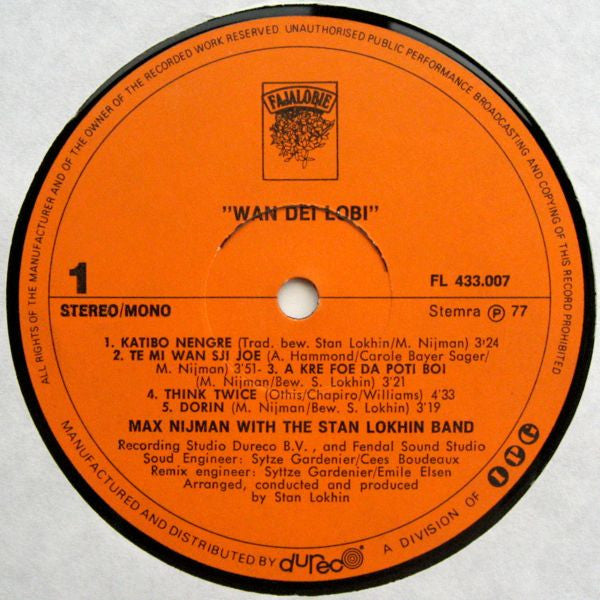 ALL RIGHTS OF THE MANUFACTURER AND OF THE OWNER OF THE RECORDED WORK RESERVED UNAUTHORISED PUBLIC PERFORMANCE BROADCASTING AND COPYING OF THIS RECORD PROHIBITED
FAJALOBIE
"WAN DEI LOBI"
1
FL 433.007
STEREO/MONO
Stemra Ⓟ 77
1. KATIBO NENGRE (Trad. bew. Stan Lokhin/M. Nijman) 3'24
2. TE MI WAN SJI JOE (A. Hammond/Carole Bayer Sager/
M. Nijman) 3'51- 3. A KRE FOE DA POTI BOI
(M. Nijman/Bew. S. Lokhin) 3'21
4. THINK TWICE (Othis/Chapiro/Williams) 4'33
5. DORIN (M. Nijman/Bew. S. Lokhin) 3'19
MAX NIJMAN WITH THE STAN LOKHIN BAND
Recording Studio Dureco B.V., and Fendal Sound Studio
Soud Engineer: Sytze Gardenier/Cees Boudeaux
Remix engineer: Syttze Gardenier/Emile Elsen
Arranged, conducted and produced
by Stan Lokhin
MANUFACTURED AND DISTRIBUTED BY dureco A DIVISION OF